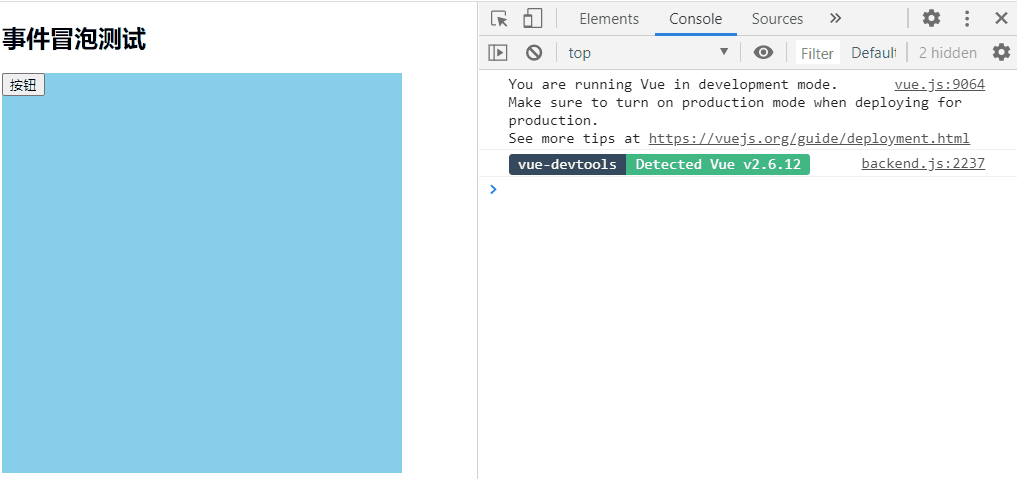 事件冒泡测试
按钮
Elements Console Sources »
top Filter Default 2 hidden
You are running Vue in development mode. vue.js:9064
Make sure to turn on production mode when deploying for
production.
See more tips at https://vuejs.org/guide/deployment.html
vue-devtools Detected Vue v2.6.12 backend.js:2237